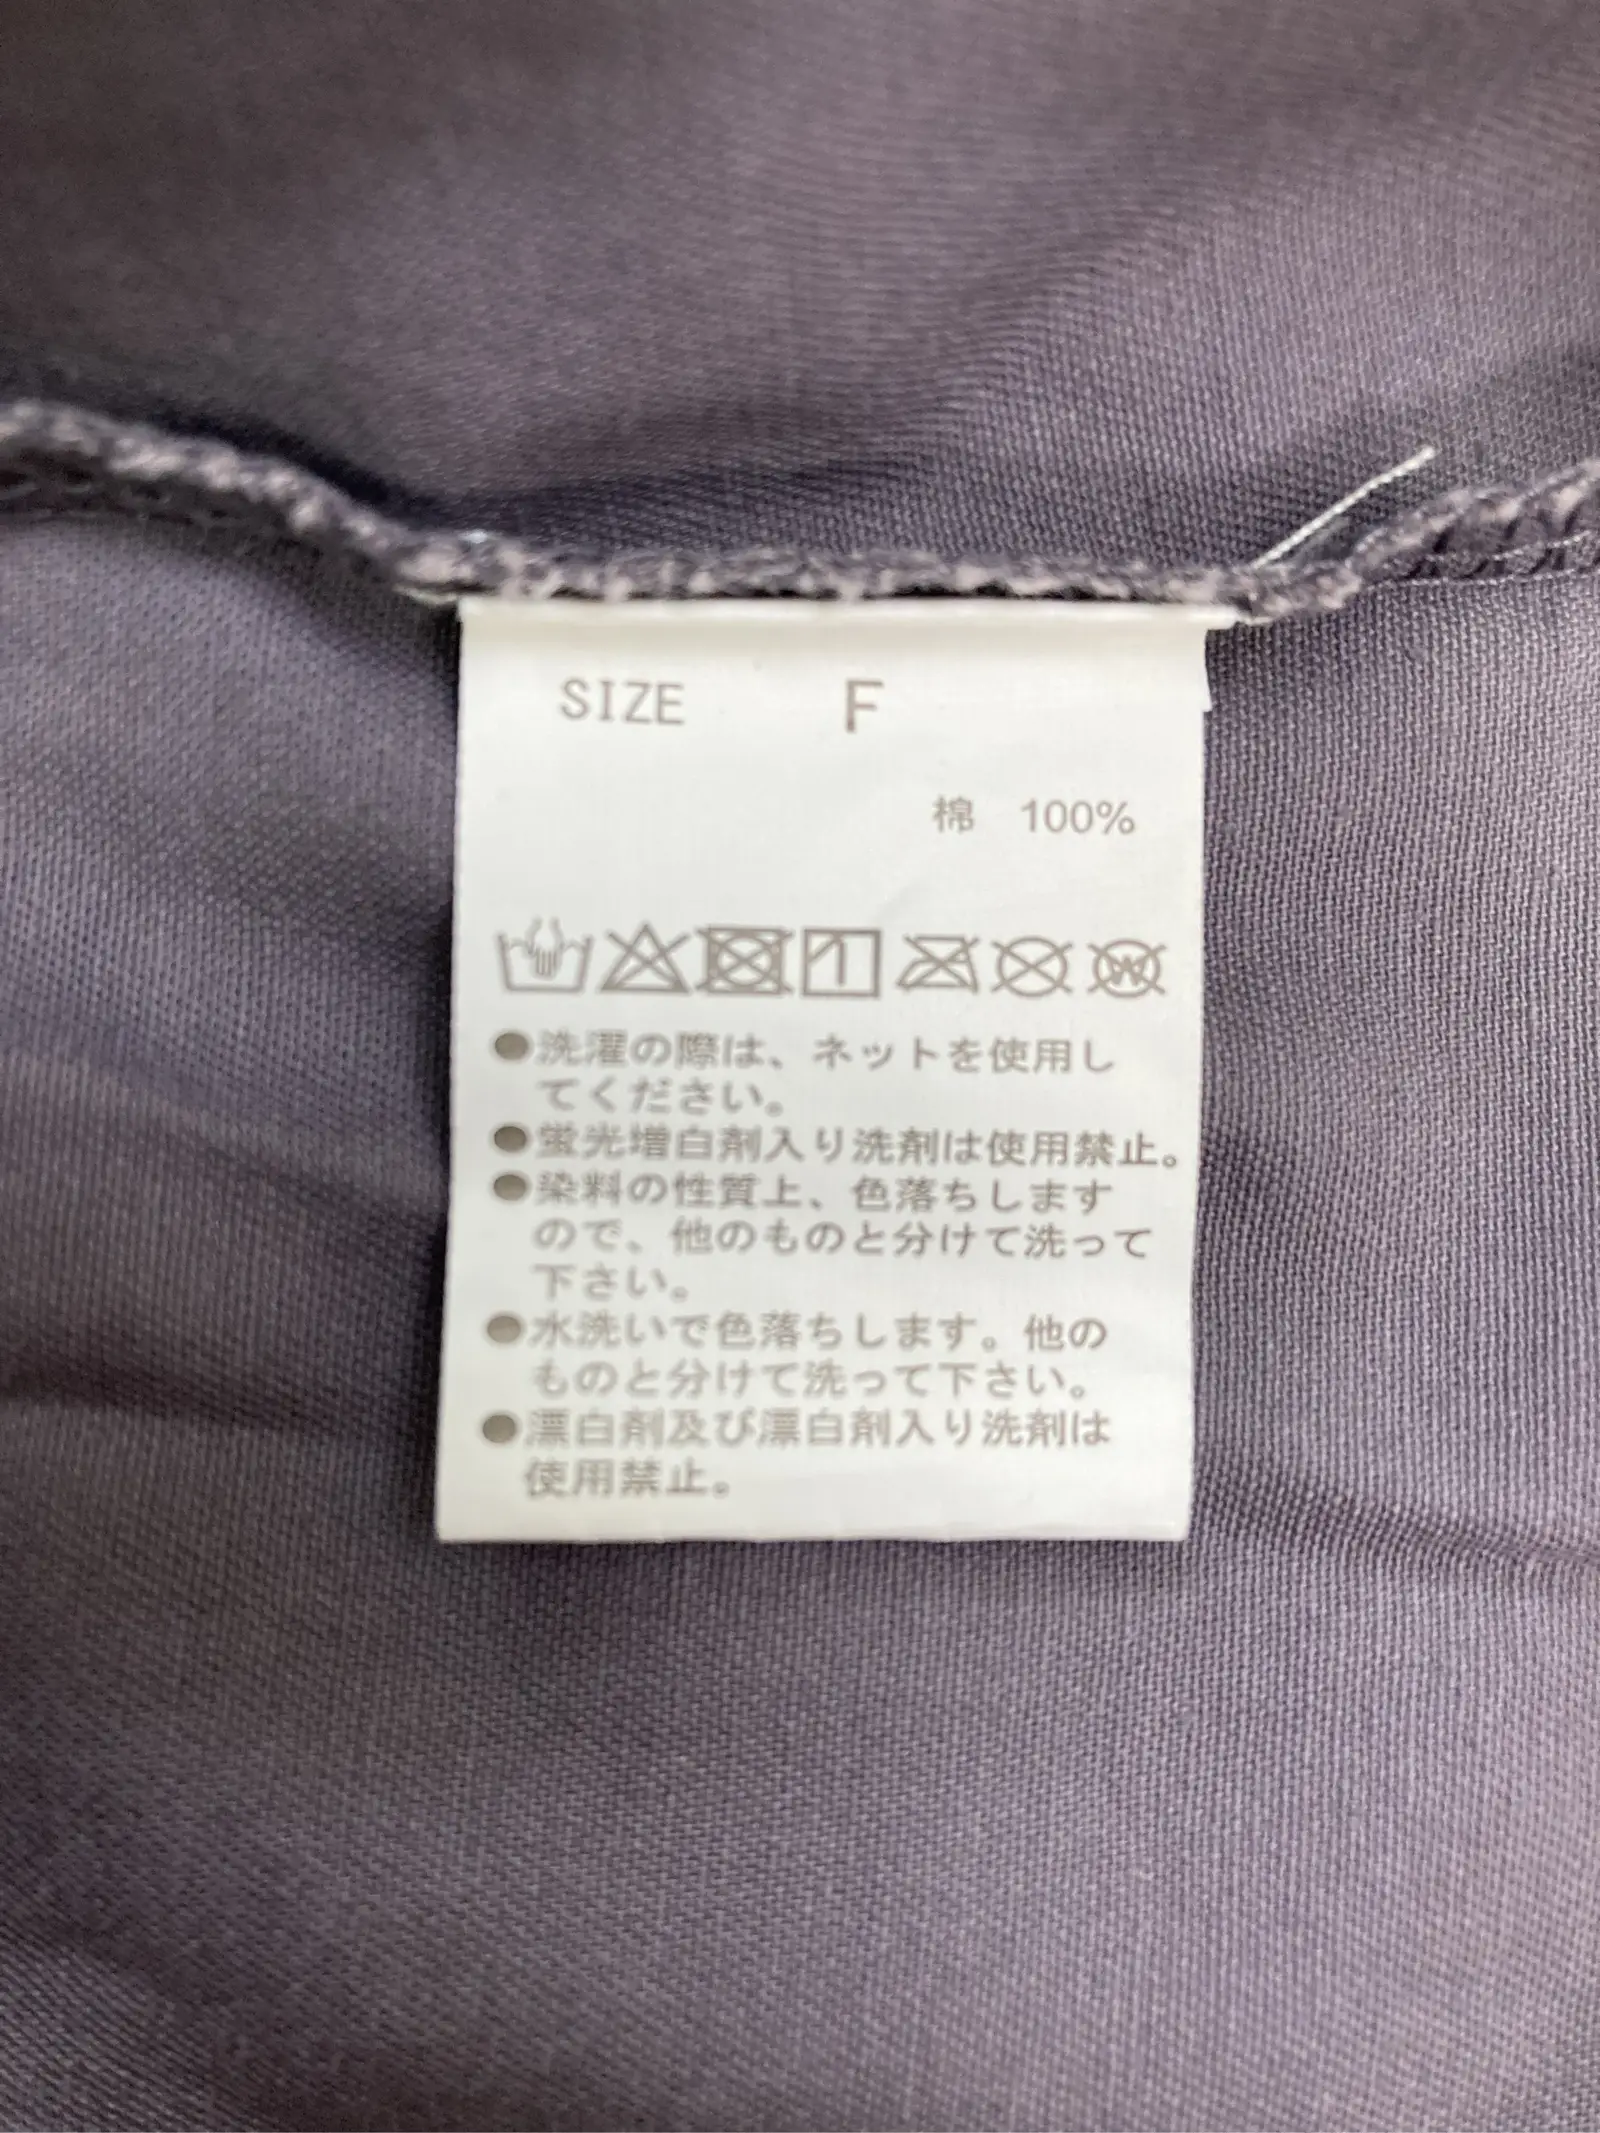 SIZE F
棉 100%
●洗濯の際は、ネットを使用し
てください。
●蛍光増白剤入り洗剤は使用禁止。
●染料の性質上、色落ちします
ので、他のものと分けて洗って
下さい。
●水洗いで色落ちします。他の
ものと分けて洗って下さい。
●漂白剤及び漂白剤入り洗剤は
使用禁止。